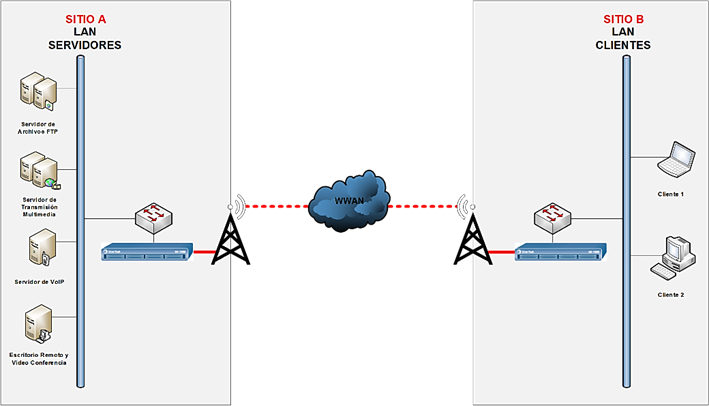 SITIO A
LAN
SERVIDORES
Servidor de
Archivos FTP
Servidor de
Transmisión
Multimedia
Servidor de VoIP
Escritorio Remoto y
Video Conferencia
WWAN
SITIO B
LAN
CLIENTES
Cliente 1
Cliente 2